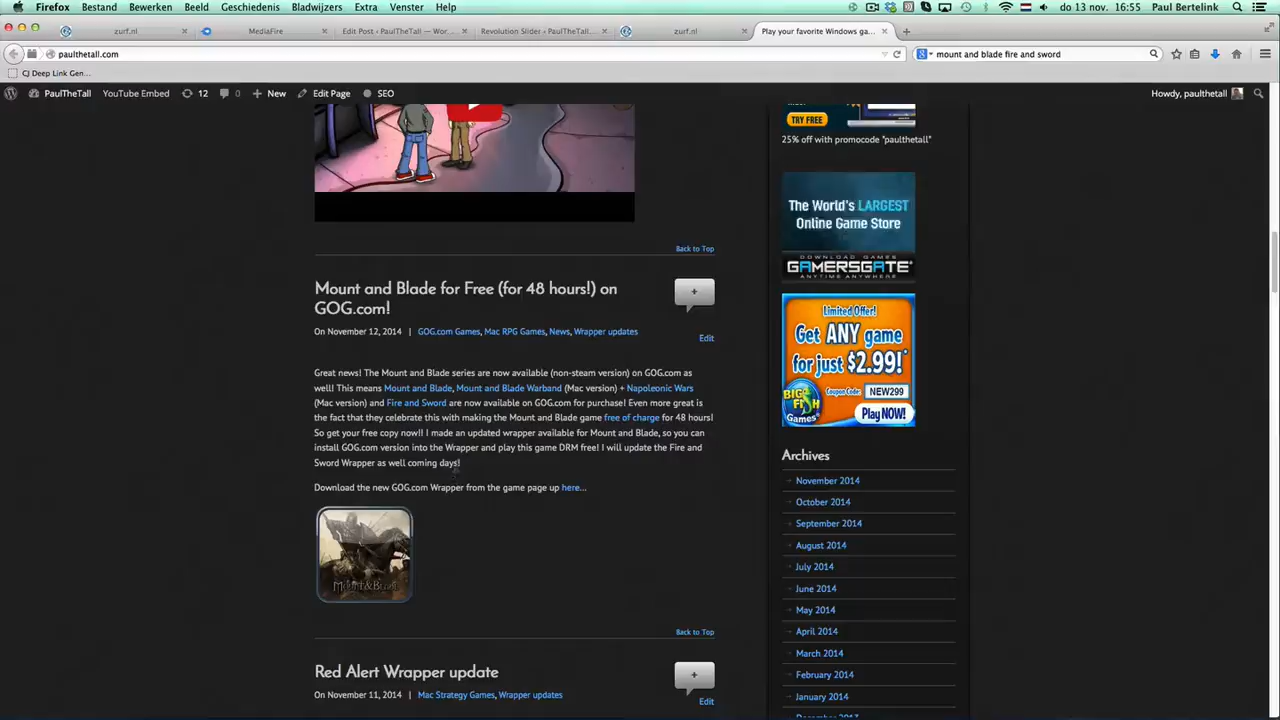 Firefox Bestand Bewerken Beeld Geschiedenis Bladwijzers Extra Venster Help do 13 nov. 16:55 Paul Bertelink
zurf.nl MediaFire Edit Post ‹ PaulTheTall — Wor... Revolution Slider ‹ PaulTheTall... zurf.nl Play your favorite Windows ga...
paulthetall.com mount and blade fire and sword
CJ Deep Link Gen...
PaulTheTall YouTube Embed 12 0 New Edit Page SEO Howdy, paulthetall
TRY FREE
25% off with promocode "paulthetall"
The World's LARGEST
Online Game Store
DOWNLOAD GAMES
GAMERSGATE
ANYTIME ANYWHERE
Back to Top
Mount and Blade for Free (for 48 hours!) on
GOG.com!
+
On November 12, 2014 | GOG.com Games, Mac RPG Games, News, Wrapper updates
Edit
Great news! The Mount and Blade series are now available (non-steam version) on GOG.com as
well! This means Mount and Blade, Mount and Blade Warband (Mac version) + Napoleonic Wars
(Mac version) and Fire and Sword are now available on GOG.com for purchase! Even more great is
the fact that they celebrate this with making the Mount and Blade game free of charge for 48 hours!
So get your free copy now!! I made an updated wrapper available for Mount and Blade, so you can
install GOG.com version into the Wrapper and play this game DRM free! I will update the Fire and
Sword Wrapper as well coming days!
Download the new GOG.com Wrapper from the game page up here...
MOUNT&BLADE
Back to Top
Red Alert Wrapper update
+
On November 11, 2014 | Mac Strategy Games, Wrapper updates
Edit
Limited Offer!
Get ANY game
for just $2.99!*
Coupon Code: NEW299
BIG FISH Games
Play NOW!
Archives
November 2014
October 2014
September 2014
August 2014
July 2014
June 2014
May 2014
April 2014
March 2014
February 2014
January 2014
December 2013